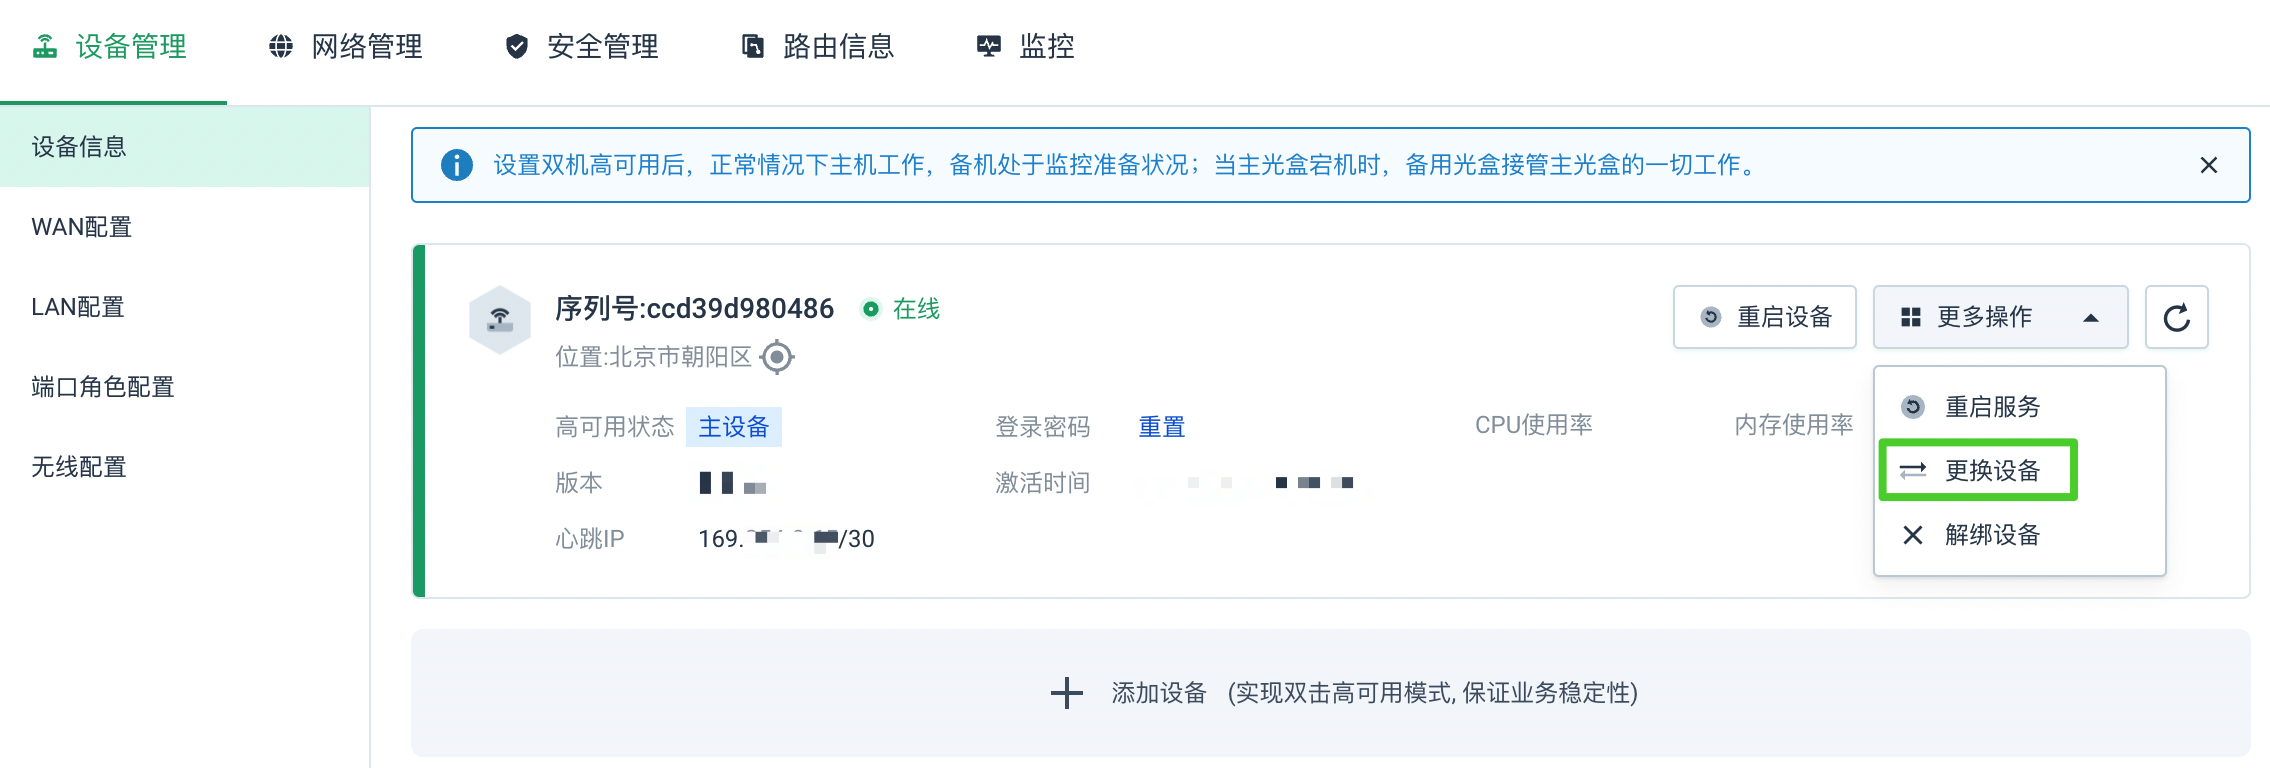 设备管理
网络管理
安全管理
路由信息
监控
设备信息
WAN配置
LAN配置
端口角色配置
无线配置
设置双机高可用后，正常情况下主机工作，备机处于监控准备状况；当主光盒宕机时，备用光盒接管主光盒的一切工作。
序列号:ccd39d980486 在线
位置:北京市朝阳区
重启设备
更多操作
重启服务
更换设备
解绑设备
高可用状态 主设备
登录密码 重置
CPU使用率
内存使用率
版本
激活时间
心跳IP 169. /30
添加设备 (实现双击高可用模式, 保证业务稳定性)